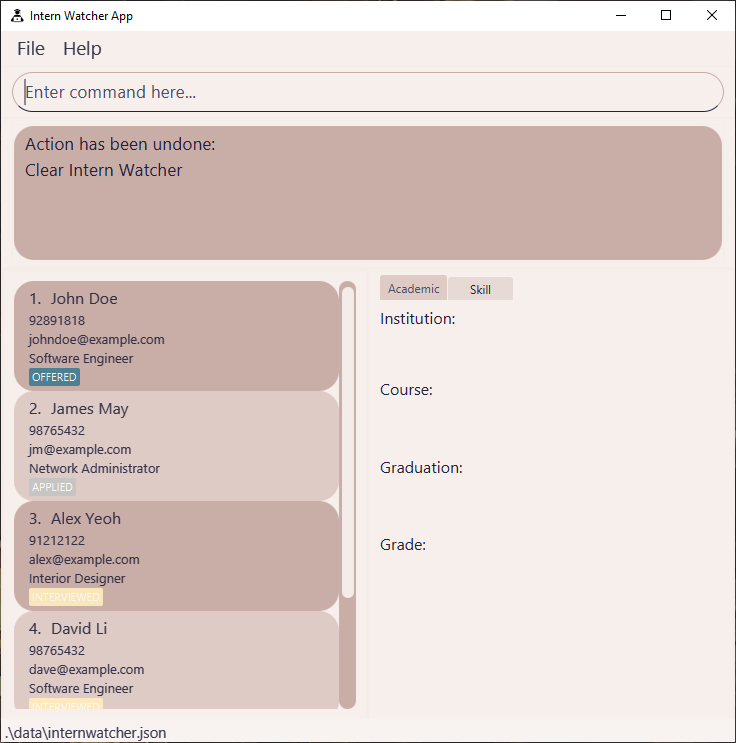 Intern Watcher App
File Help
Enter command here...
Action has been undone:
Clear Intern Watcher
1. John Doe
92891818
johndoe@example.com
Software Engineer
OFFERED
2. James May
98765432
jm@example.com
Network Administrator
APPLIED
3. Alex Yeoh
91212122
alex@example.com
Interior Designer
INTERVIEWED
4. David Li
98765432
dave@example.com
Software Engineer
INTERVIEWED
Academic Skill
Institution:
Course:
Graduation:
Grade:
.\data\internwatcher.json